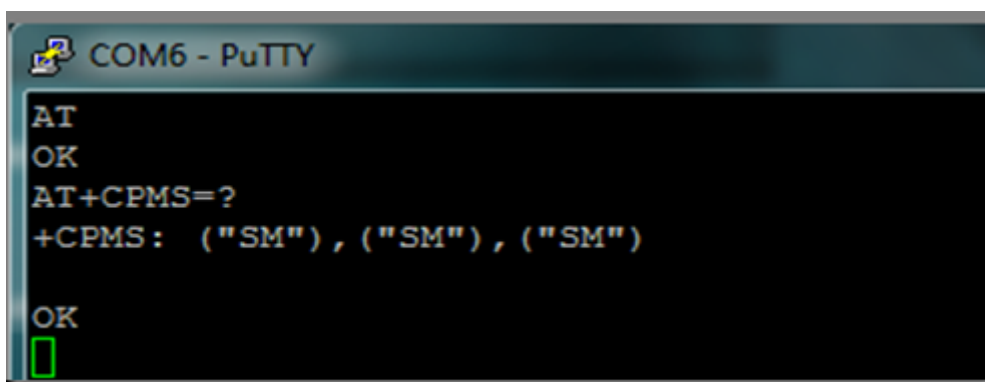 COM6 - PuTTY
AT
OK
AT+CPMS=?
+CPMS: ("SM"),("SM"),("SM")
OK